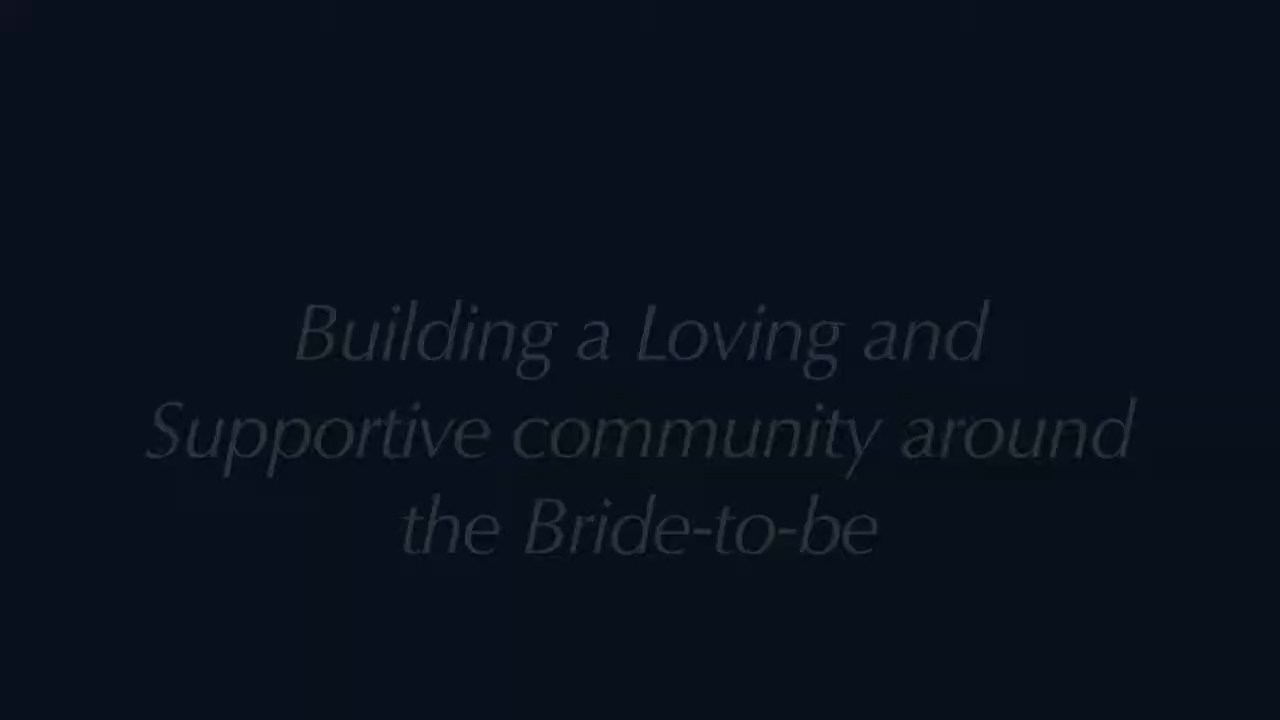 Building a Loving and
Supportive community around
the Bride-to-be